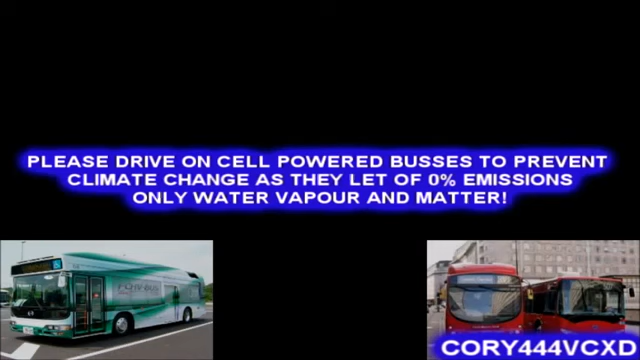 PLEASE DRIVE ON CELL POWERED BUSSES TO PREVENT
CLIMATE CHANGE AS THEY LET OF 0% EMISSIONS
ONLY WATER VAPOUR AND MATTER!
CORY444VCXD